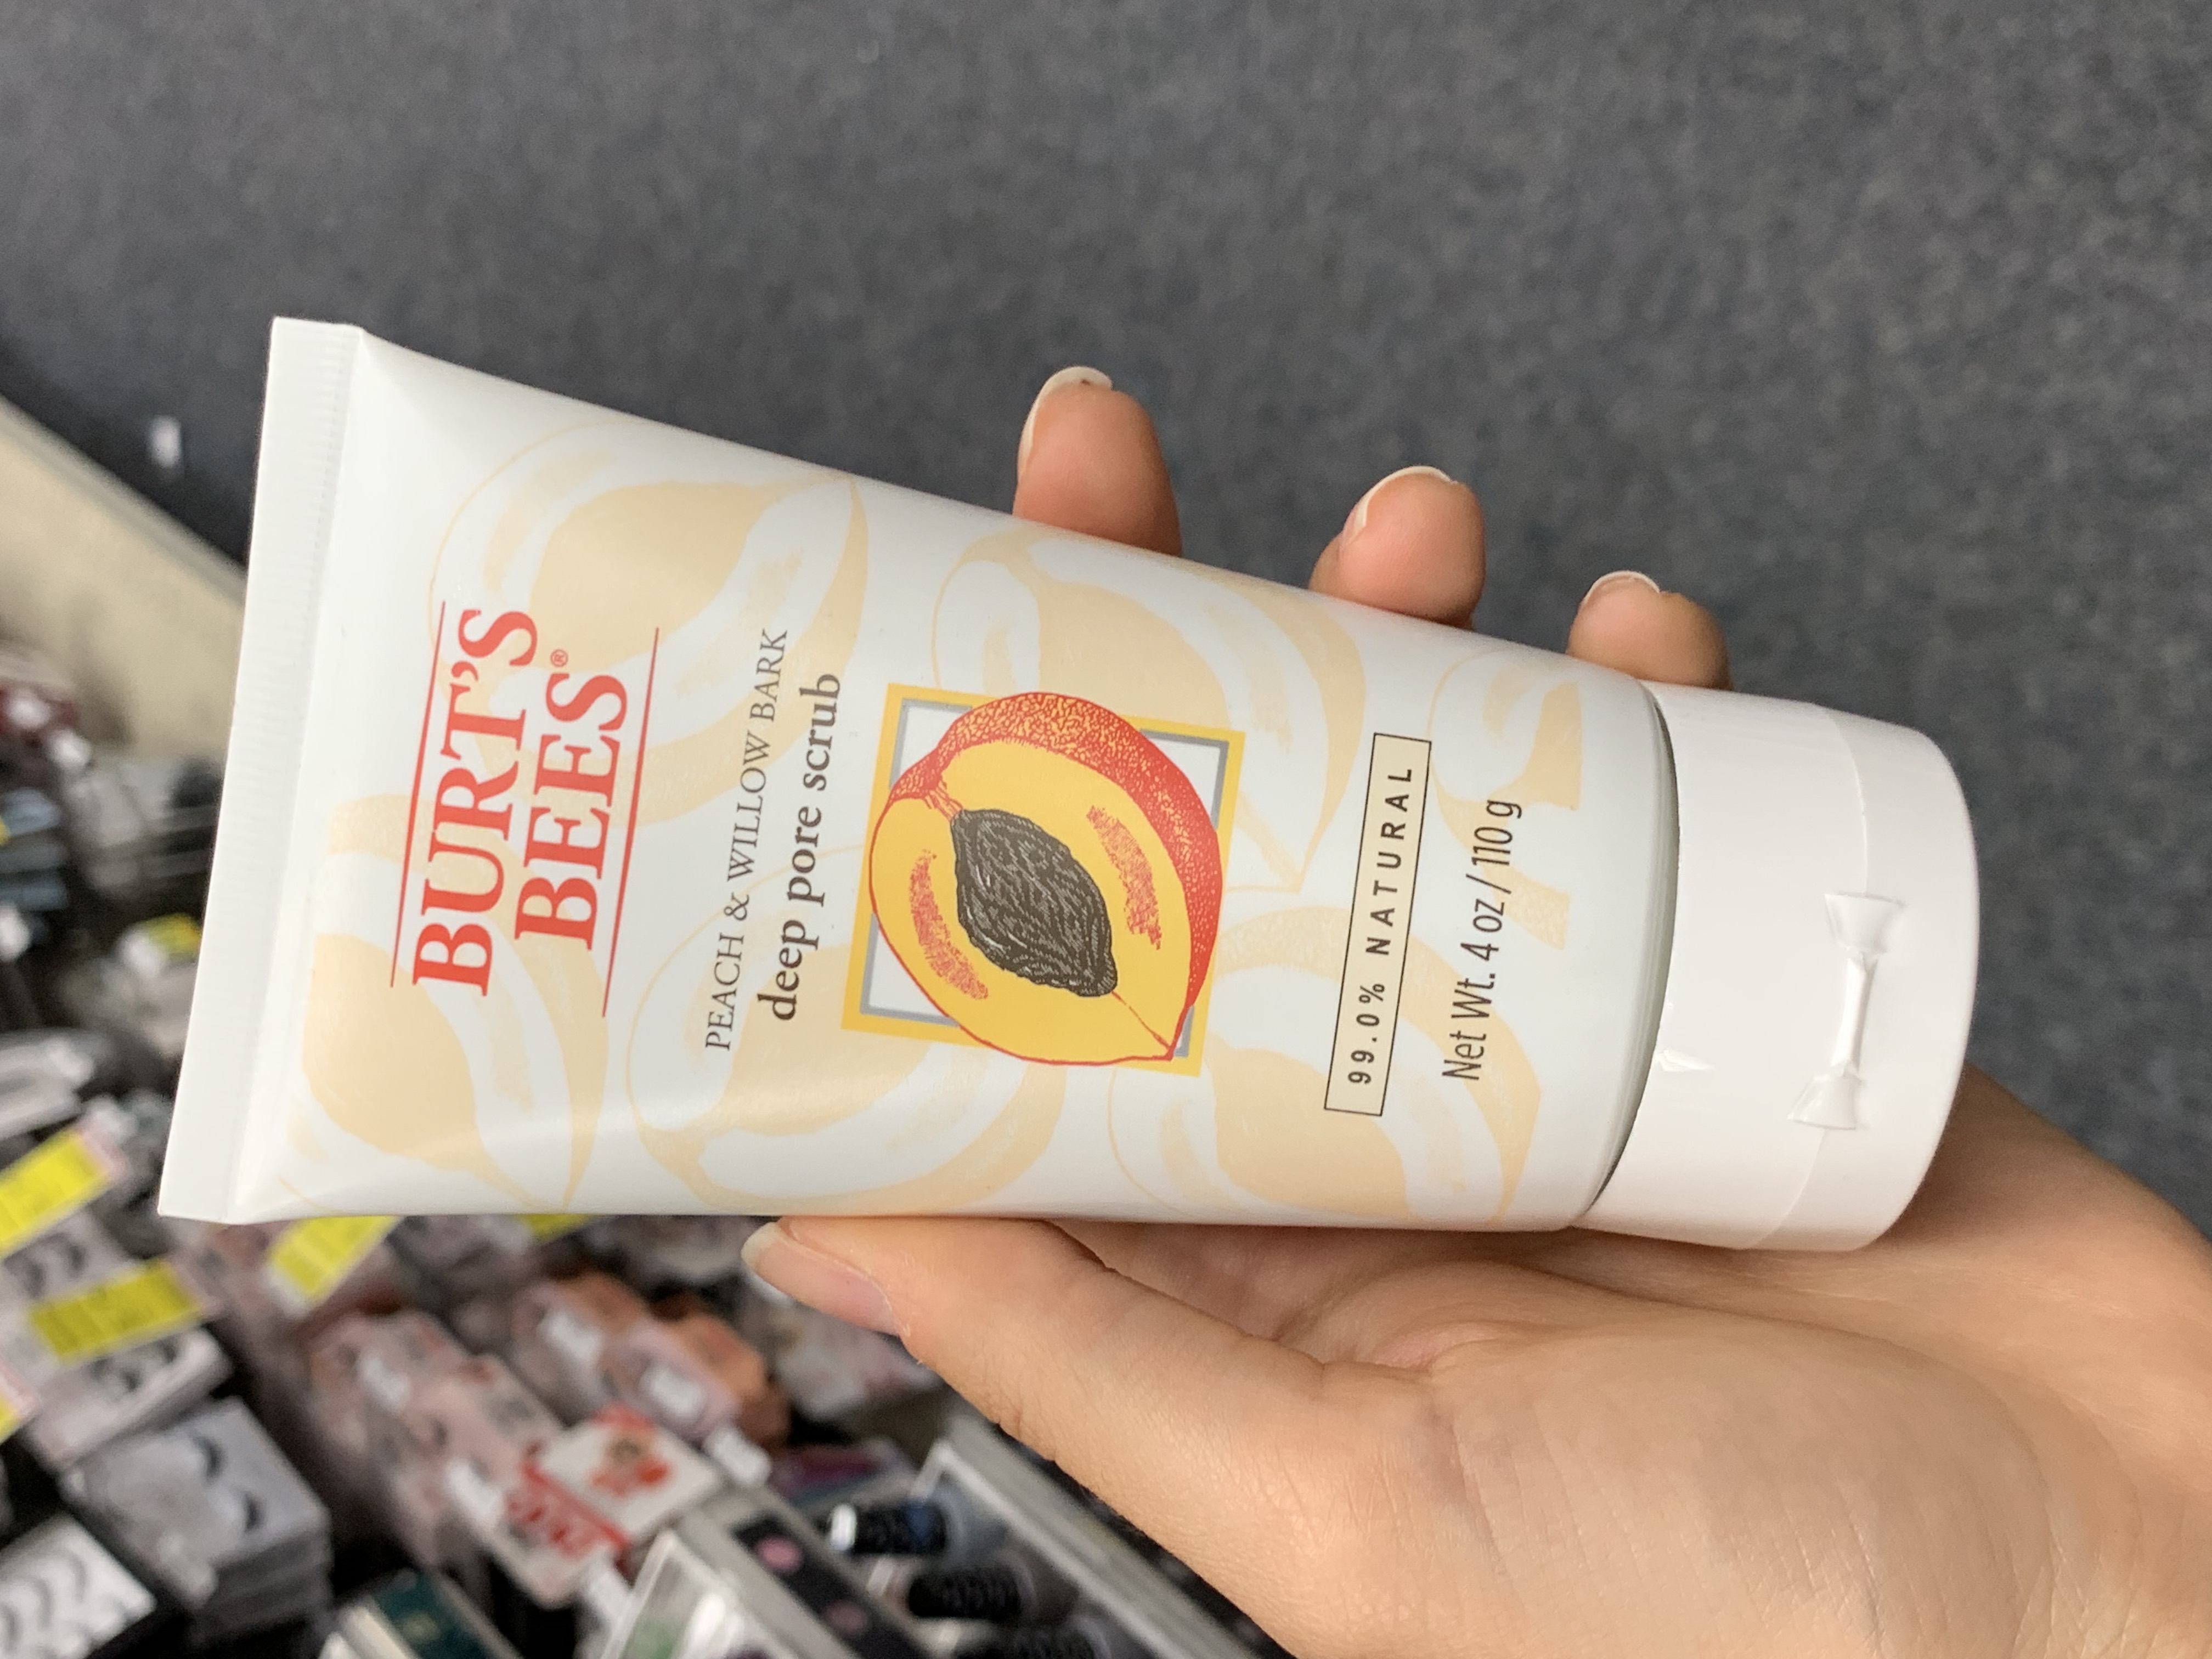 BURT'S
BEES®
PEACH & WILLOW BARK
deep pore scrub
99.0% NATURAL
Net Wt. 4 oz / 110 g